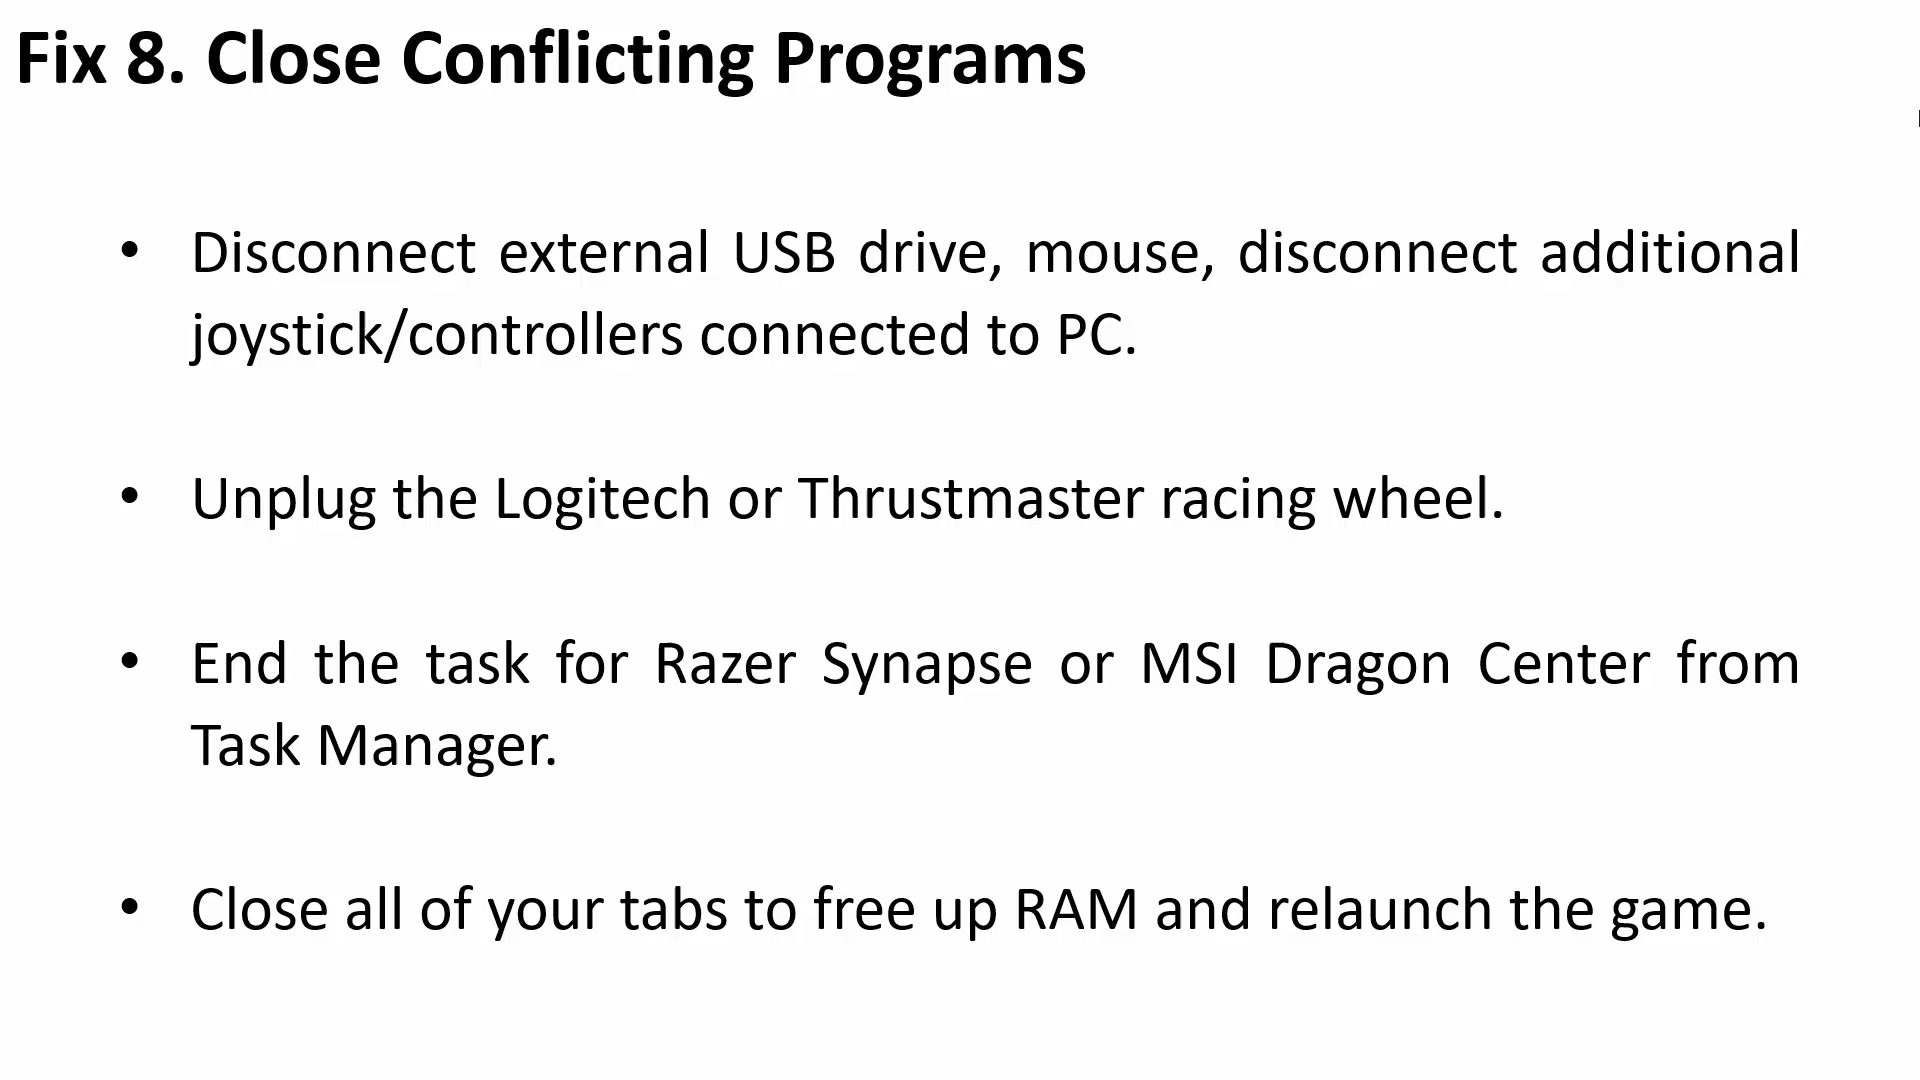 Fix 8. Close Conflicting Programs
• Disconnect external USB drive, mouse, disconnect additional
joystick/controllers connected to PC.
• Unplug the Logitech or Thrustmaster racing wheel.
• End the task for Razer Synapse or MSI Dragon Center from
Task Manager.
• Close all of your tabs to free up RAM and relaunch the game.